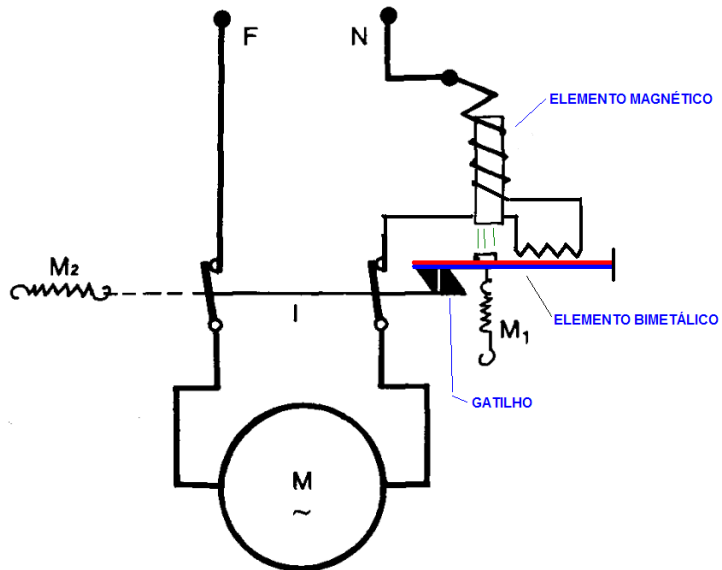 F
N
ELEMENTO MAGNÉTICO
M₂
I
M₁
ELEMENTO BIMETÁLICO
GATILHO
M
~